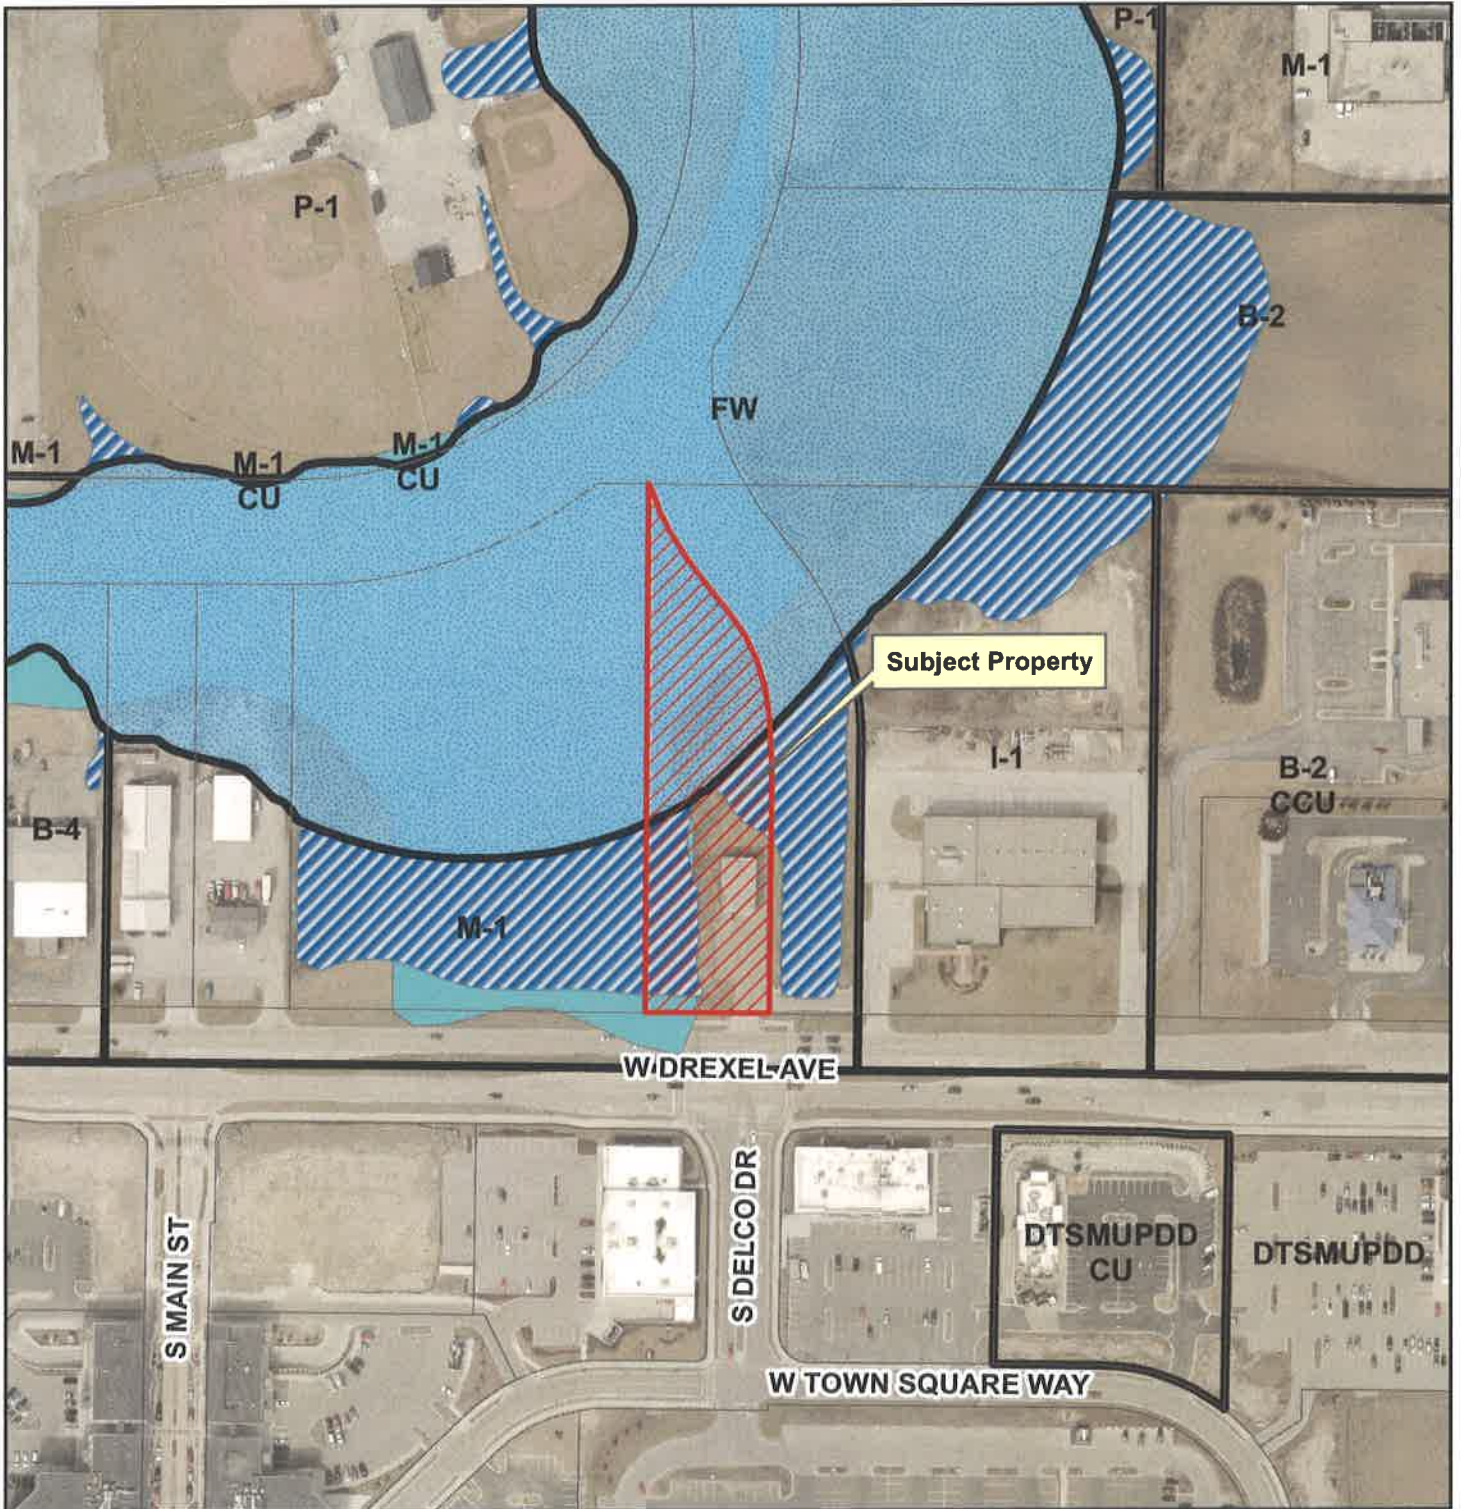 P-1
M-1
P-1
B-2
FW
M-1
M-1
CU
M-1
CU
Subject Property
I-1
B-2
CCU
B-4
M-1
W DREXEL AVE
S MAIN ST
S DELCO DR
DTSMUPDD
CU
DTSMUPDD
W TOWN SQUARE WAY